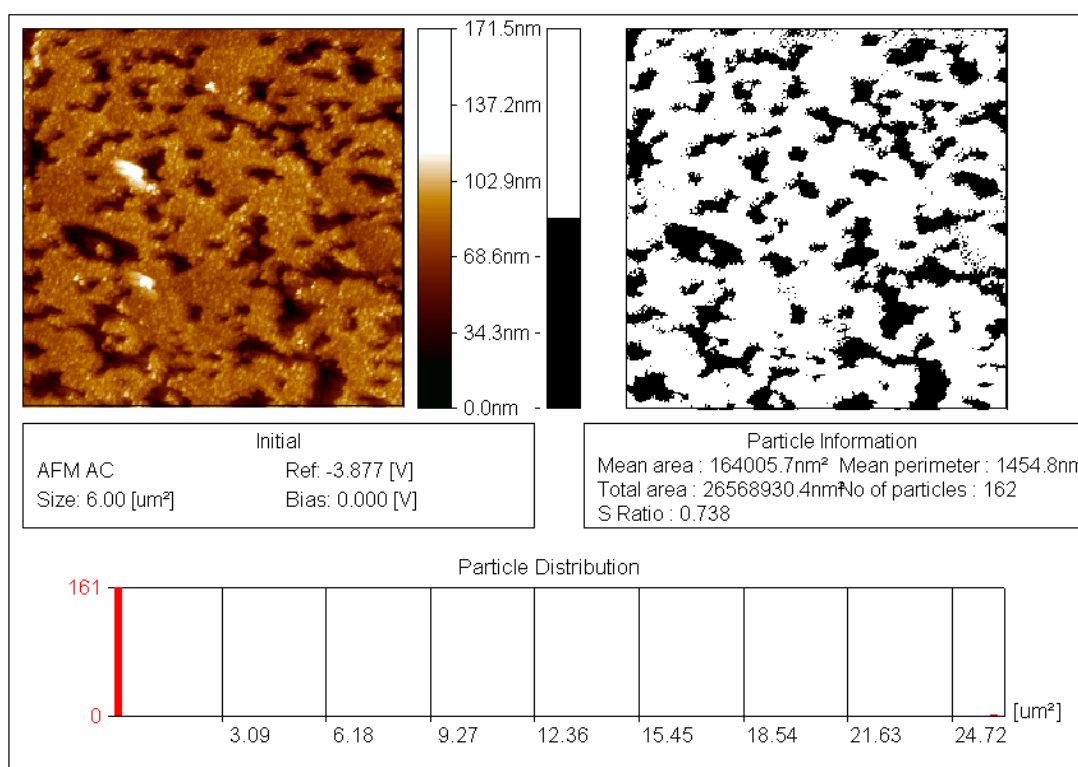 171.5nm
137.2nm
102.9nm
68.6nm
34.3nm
0.0nm
Initial
AFM AC Ref: -3.877 [V]
Size: 6.00 [um²] Bias: 0.000 [V]
Particle Information
Mean area : 164005.7nm² Mean perimeter : 1454.8nm
Total area : 26568930.4nm² No of particles : 162
S Ratio : 0.738
Particle Distribution
161
0
[um²]
3.09 6.18 9.27 12.36 15.45 18.54 21.63 24.72